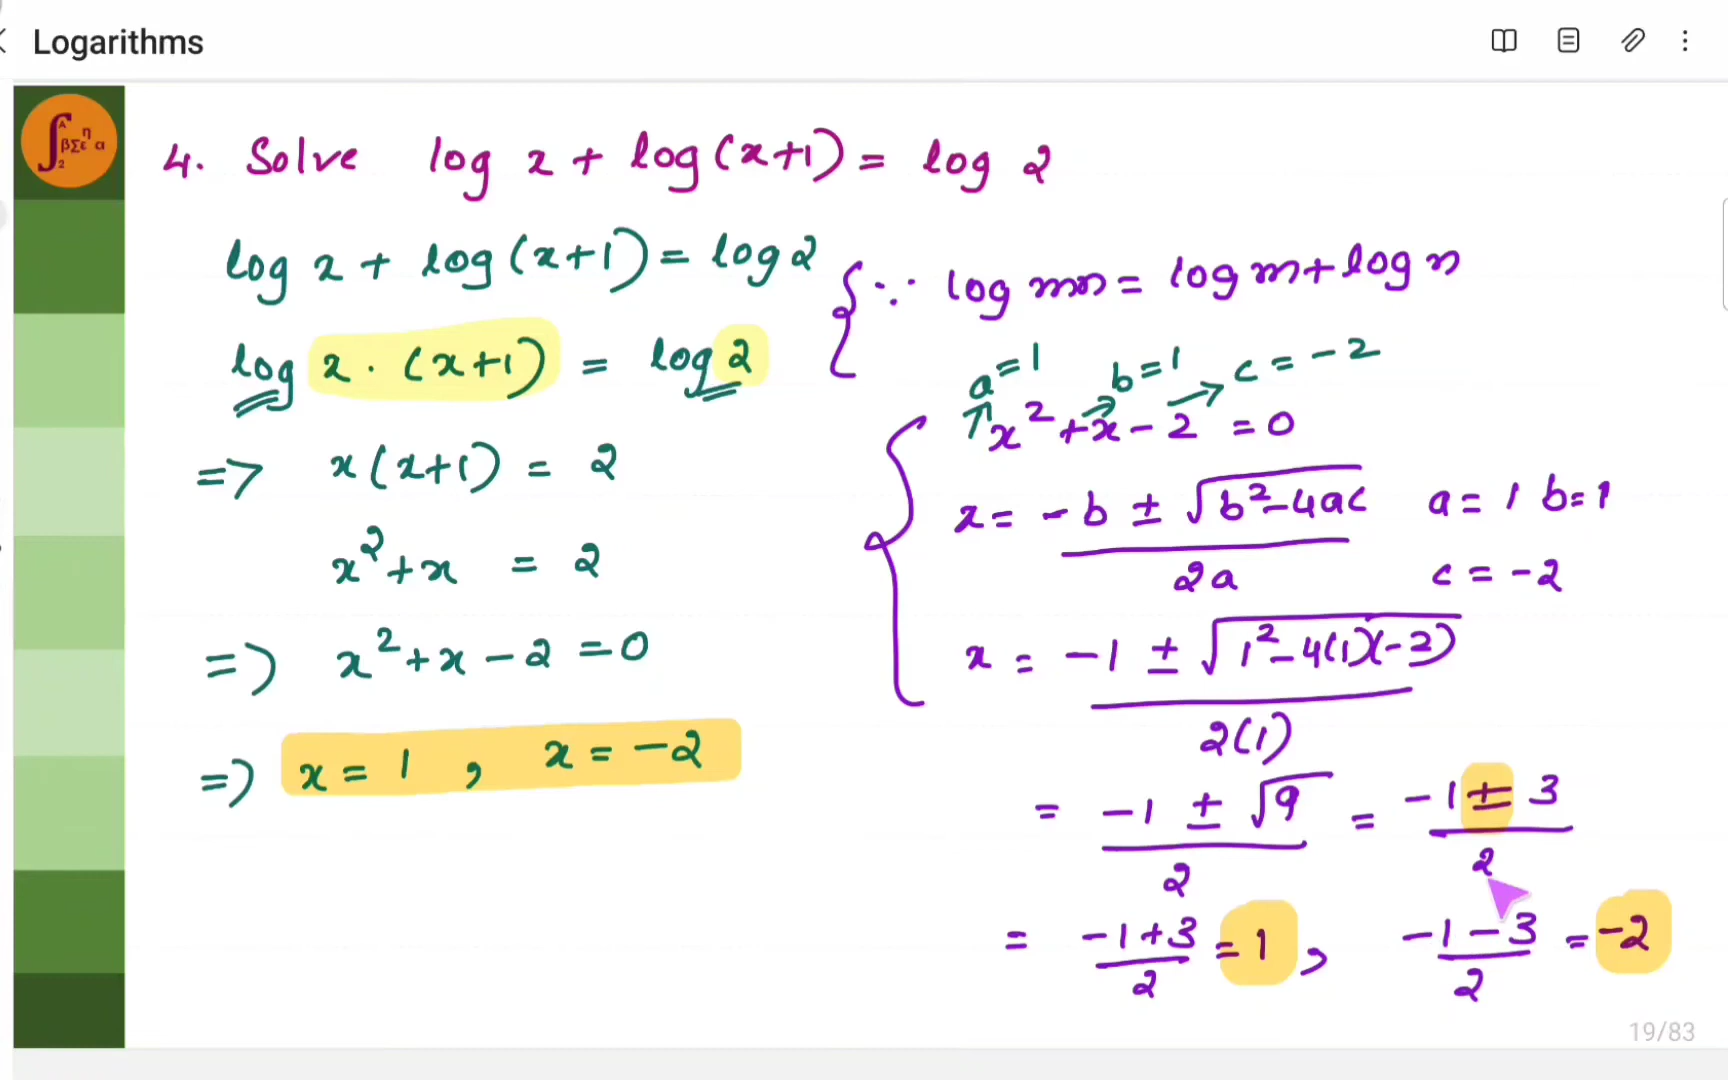 Logarithms
4. Solve log x + log(x+1) = log 2
log x + log(x+1) = log 2
{∵ log mn = log m + log n
log x · (x+1) = log 2
⇒ x(x+1) = 2
x² + x = 2
⇒ x² + x − 2 = 0
⇒ x = 1 , x = −2
a = 1 b = 1 c = −2
x² + x − 2 = 0
x = −b ± √b² − 4ac / 2a a = 1 b = 1
c = −2
x = −1 ± √1² − 4(1)(−2) / 2(1)
= −1 ± √9 / 2 = −1 ± 3 / 2
= −1+3 / 2 = 1 , −1−3 / 2 = −2
19/83